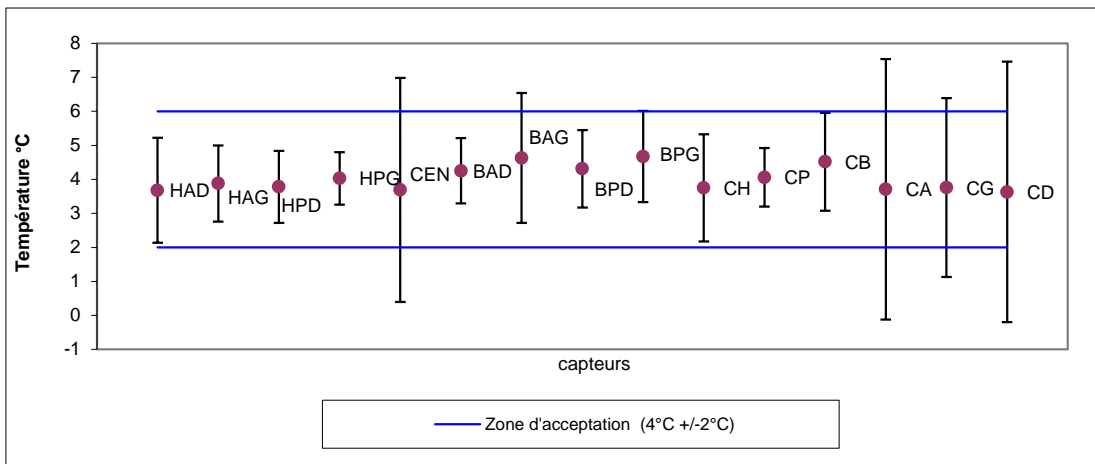 Température °C
8
7
6
5
4
3
2
1
0
-1
HAD
HAG
HPD
HPG
CEN
BAD
BAG
BPD
BPG
CH
CP
CB
CA
CG
CD
capteurs
Zone d'acceptation (4°C +/-2°C)